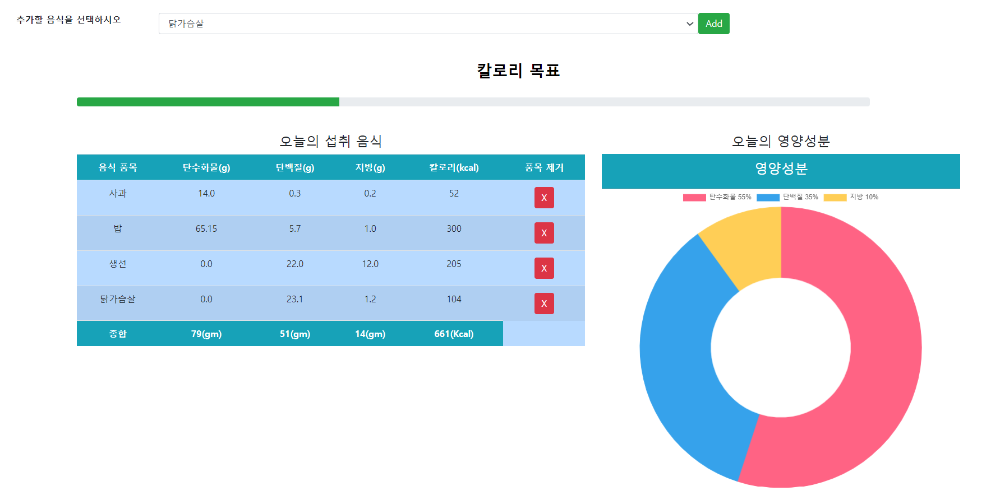 추가할 음식을 선택하시오 닭가슴살 Add
칼로리 목표
오늘의 섭취 음식
음식 품목 탄수화물(g) 단백질(g) 지방(g) 칼로리(kcal) 품목 제거
사과 14.0 0.3 0.2 52 X
밥 65.15 5.7 1.0 300 X
생선 0.0 22.0 12.0 205 X
닭가슴살 0.0 23.1 1.2 104 X
총합 79(gm) 51(gm) 14(gm) 661(Kcal)
오늘의 영양성분
영양성분
탄수화물 55% 단백질 35% 지방 10%